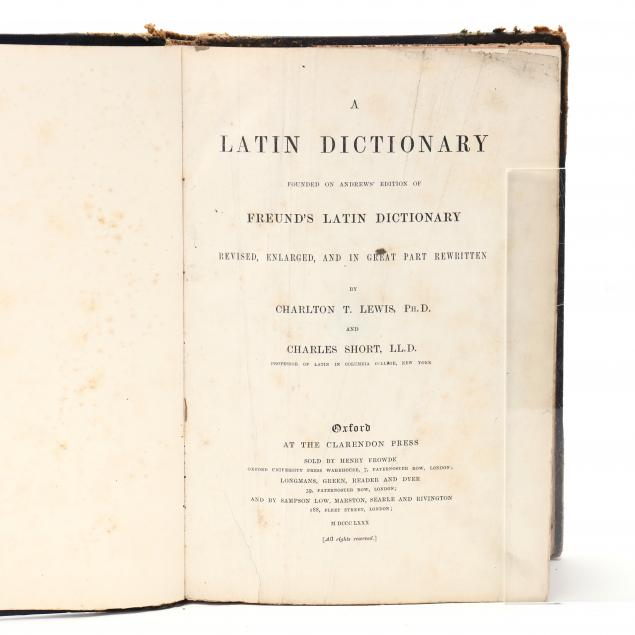 A
LATIN DICTIONARY
FOUNDED ON ANDREWS' EDITION OF
FREUND'S LATIN DICTIONARY
REVISED, ENLARGED, AND IN GREAT PART REWRITTEN
BY
CHARLTON T. LEWIS, PH.D.
AND
CHARLES SHORT, LL.D.
PROFESSOR OF LATIN IN COLUMBIA COLLEGE, NEW YORK
Oxford
AT THE CLARENDON PRESS
SOLD BY HENRY FROWDE
OXFORD UNIVERSITY PRESS WAREHOUSE, 7, PATERNOSTER ROW, LONDON;
LONGMANS, GREEN, READER AND DYER
39, PATERNOSTER ROW, LONDON;
AND BY SAMPSON LOW, MARSTON, SEARLE AND RIVINGTON
188, FLEET STREET, LONDON;
M DCCC LXXX
[All rights reserved.]